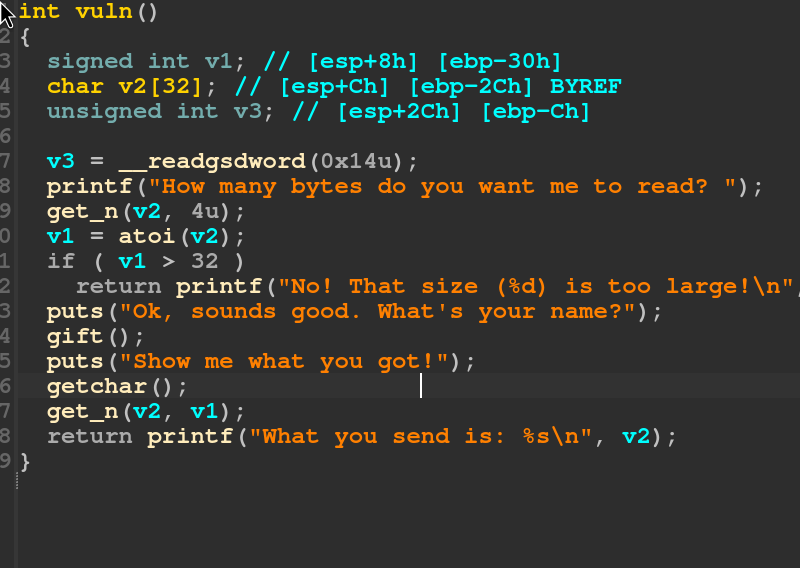 int vuln()
2 {
3 signed int v1; // [esp+8h] [ebp-30h]
4 char v2[32]; // [esp+Ch] [ebp-2Ch] BYREF
5 unsigned int v3; // [esp+2Ch] [ebp-Ch]
6
7 v3 = __readgsdword(0x14u);
8 printf("How many bytes do you want me to read? ");
9 get_n(v2, 4u);
0 v1 = atoi(v2);
1 if ( v1 > 32 )
2 return printf("No! That size (%d) is too large!\n",
3 puts("Ok, sounds good. What's your name?");
4 gift();
5 puts("Show me what you got!");
6 getchar();
7 get_n(v2, v1);
8 return printf("What you send is: %s\n", v2);
9 }